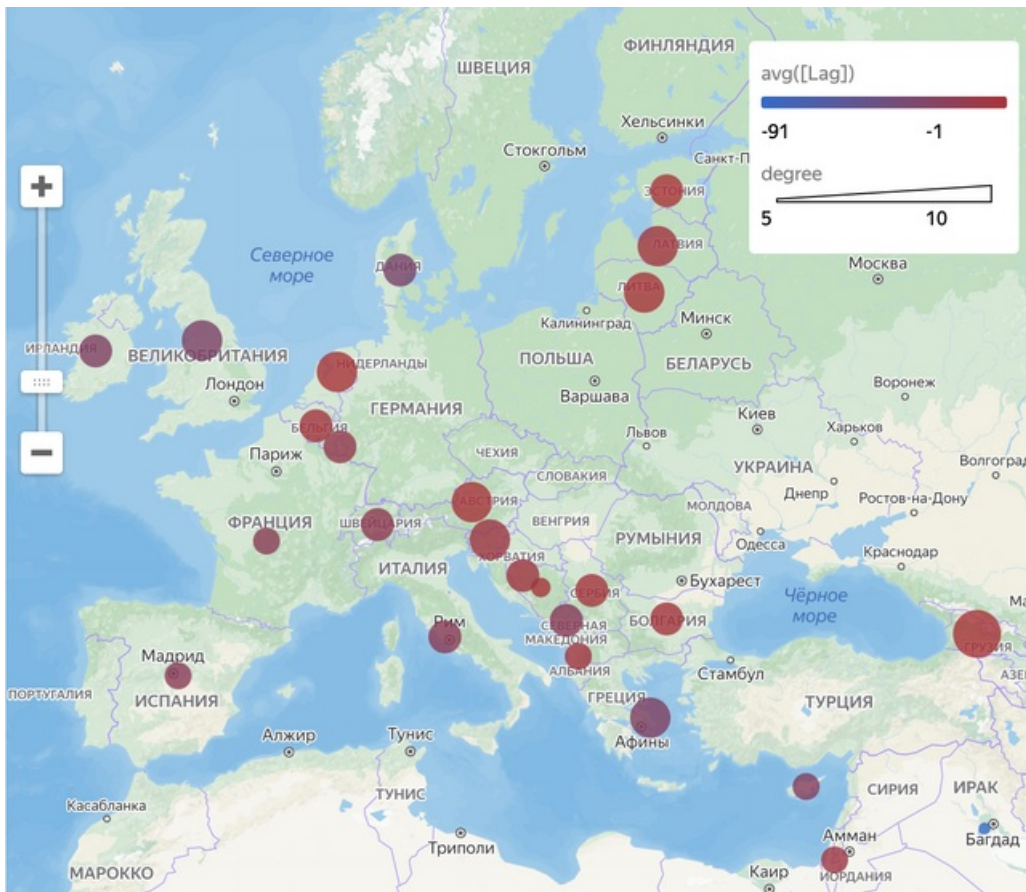 ФИНЛЯНДИЯ
ШВЕЦИЯ
avg([Lag])
-91
-1
degree
5
10
Хельсинки
Стокгольм
Санкт-П
+
ЭСТОНИЯ
Северное
море
ДАНИЯ
ЛАТВИЯ
Москва
ЛИТВА
Калининград
Минск
ИРЛАНДИЯ
ВЕЛИКОБРИТАНИЯ
НИДЕРЛАНДЫ
ПОЛЬША
БЕЛАРУСЬ
Лондон
Варшава
Воронеж
ГЕРМАНИЯ
Киев
БЕЛЬГИЯ
Львов
Харьков
−
Париж
ЧЕХИЯ
Волгоград
УКРАИНА
СЛОВАКИЯ
Днепр
Ростов-на-Дону
АВСТРИЯ
МОЛДОВА
ФРАНЦИЯ
ШВЕЙЦАРИЯ
ВЕНГРИЯ
РУМЫНИЯ
Одесса
Краснодар
ХОРВАТИЯ
ИТАЛИЯ
Бухарест
СЕРБИЯ
Чёрное
море
Ма
Рим
СЕВЕРНАЯ
МАКЕДОНИЯ
БОЛГАРИЯ
ГРУЗИЯ
Мадрид
АЛБАНИЯ
Стамбул
АЗЕ
ПОРТУГАЛИЯ
ИСПАНИЯ
ГРЕЦИЯ
ТУРЦИЯ
Алжир
Тунис
Афины
ТУНИС
СИРИЯ
ИРАК
Касабланка
Триполи
Амман
Багдад
МАРОККО
Каир
ИОРДАНИЯ